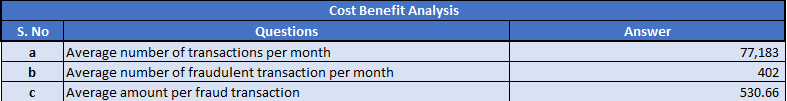 Cost Benefit Analysis
S. No Questions Answer
a Average number of transactions per month 77,183
b Average number of fraudulent transaction per month 402
c Average amount per fraud transaction 530.66